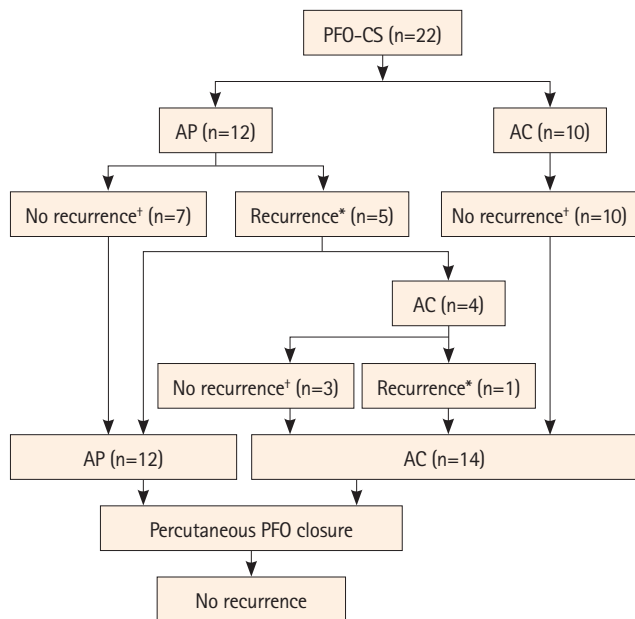 PFO-CS (n=22)
AP (n=12)
AC (n=10)
No recurrence† (n=7)
Recurrence* (n=5)
No recurrence† (n=10)
AC (n=4)
No recurrence† (n=3)
Recurrence* (n=1)
AP (n=12)
AC (n=14)
Percutaneous PFO closure
No recurrence